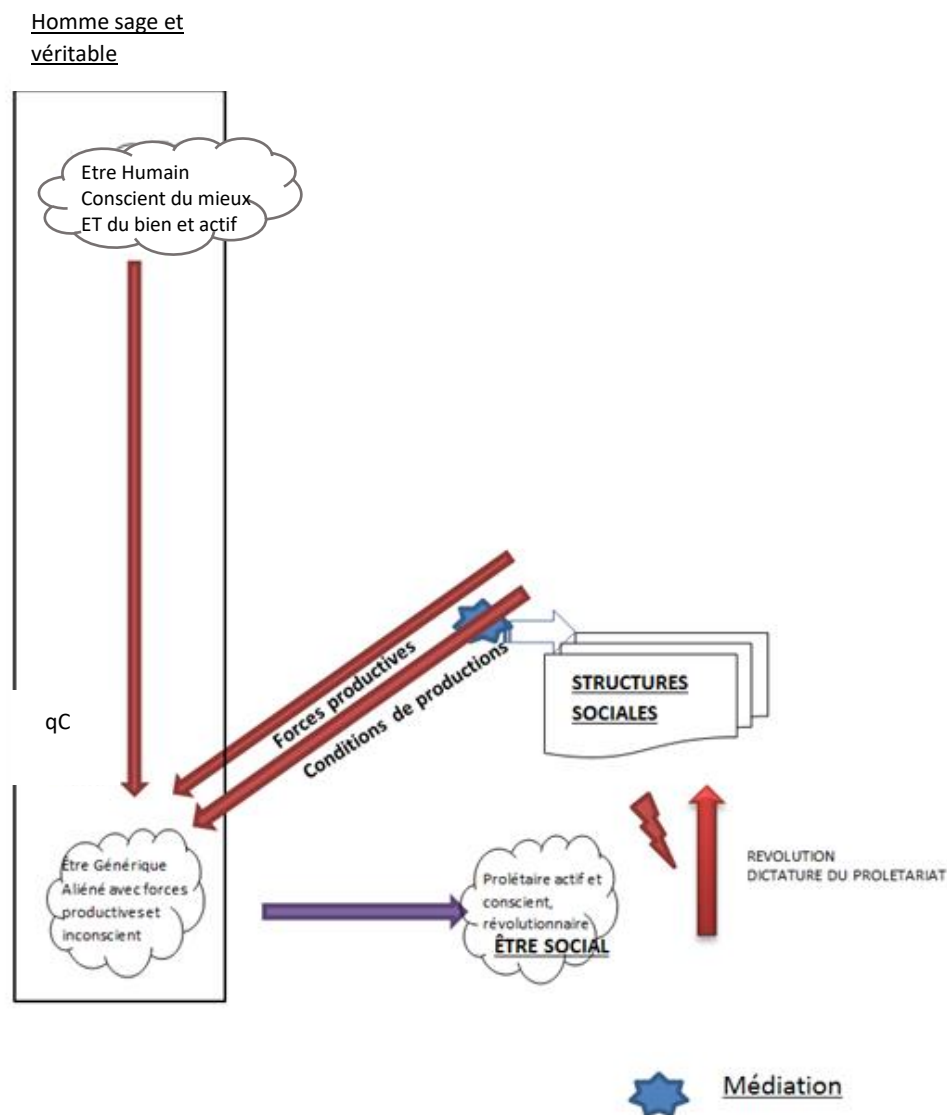 Homme sage et
véritable
Etre Humain
Conscient du mieux
ET du bien et actif
Forces productives
Conditions de productions
STRUCTURES
SOCIALES
qC
Être Générique
Aliéné avec forces
productives et
inconscient
Prolétaire actif et
conscient,
révolutionnaire
ÊTRE SOCIAL
REVOLUTION
DICTATURE DU PROLETARIAT
Médiation